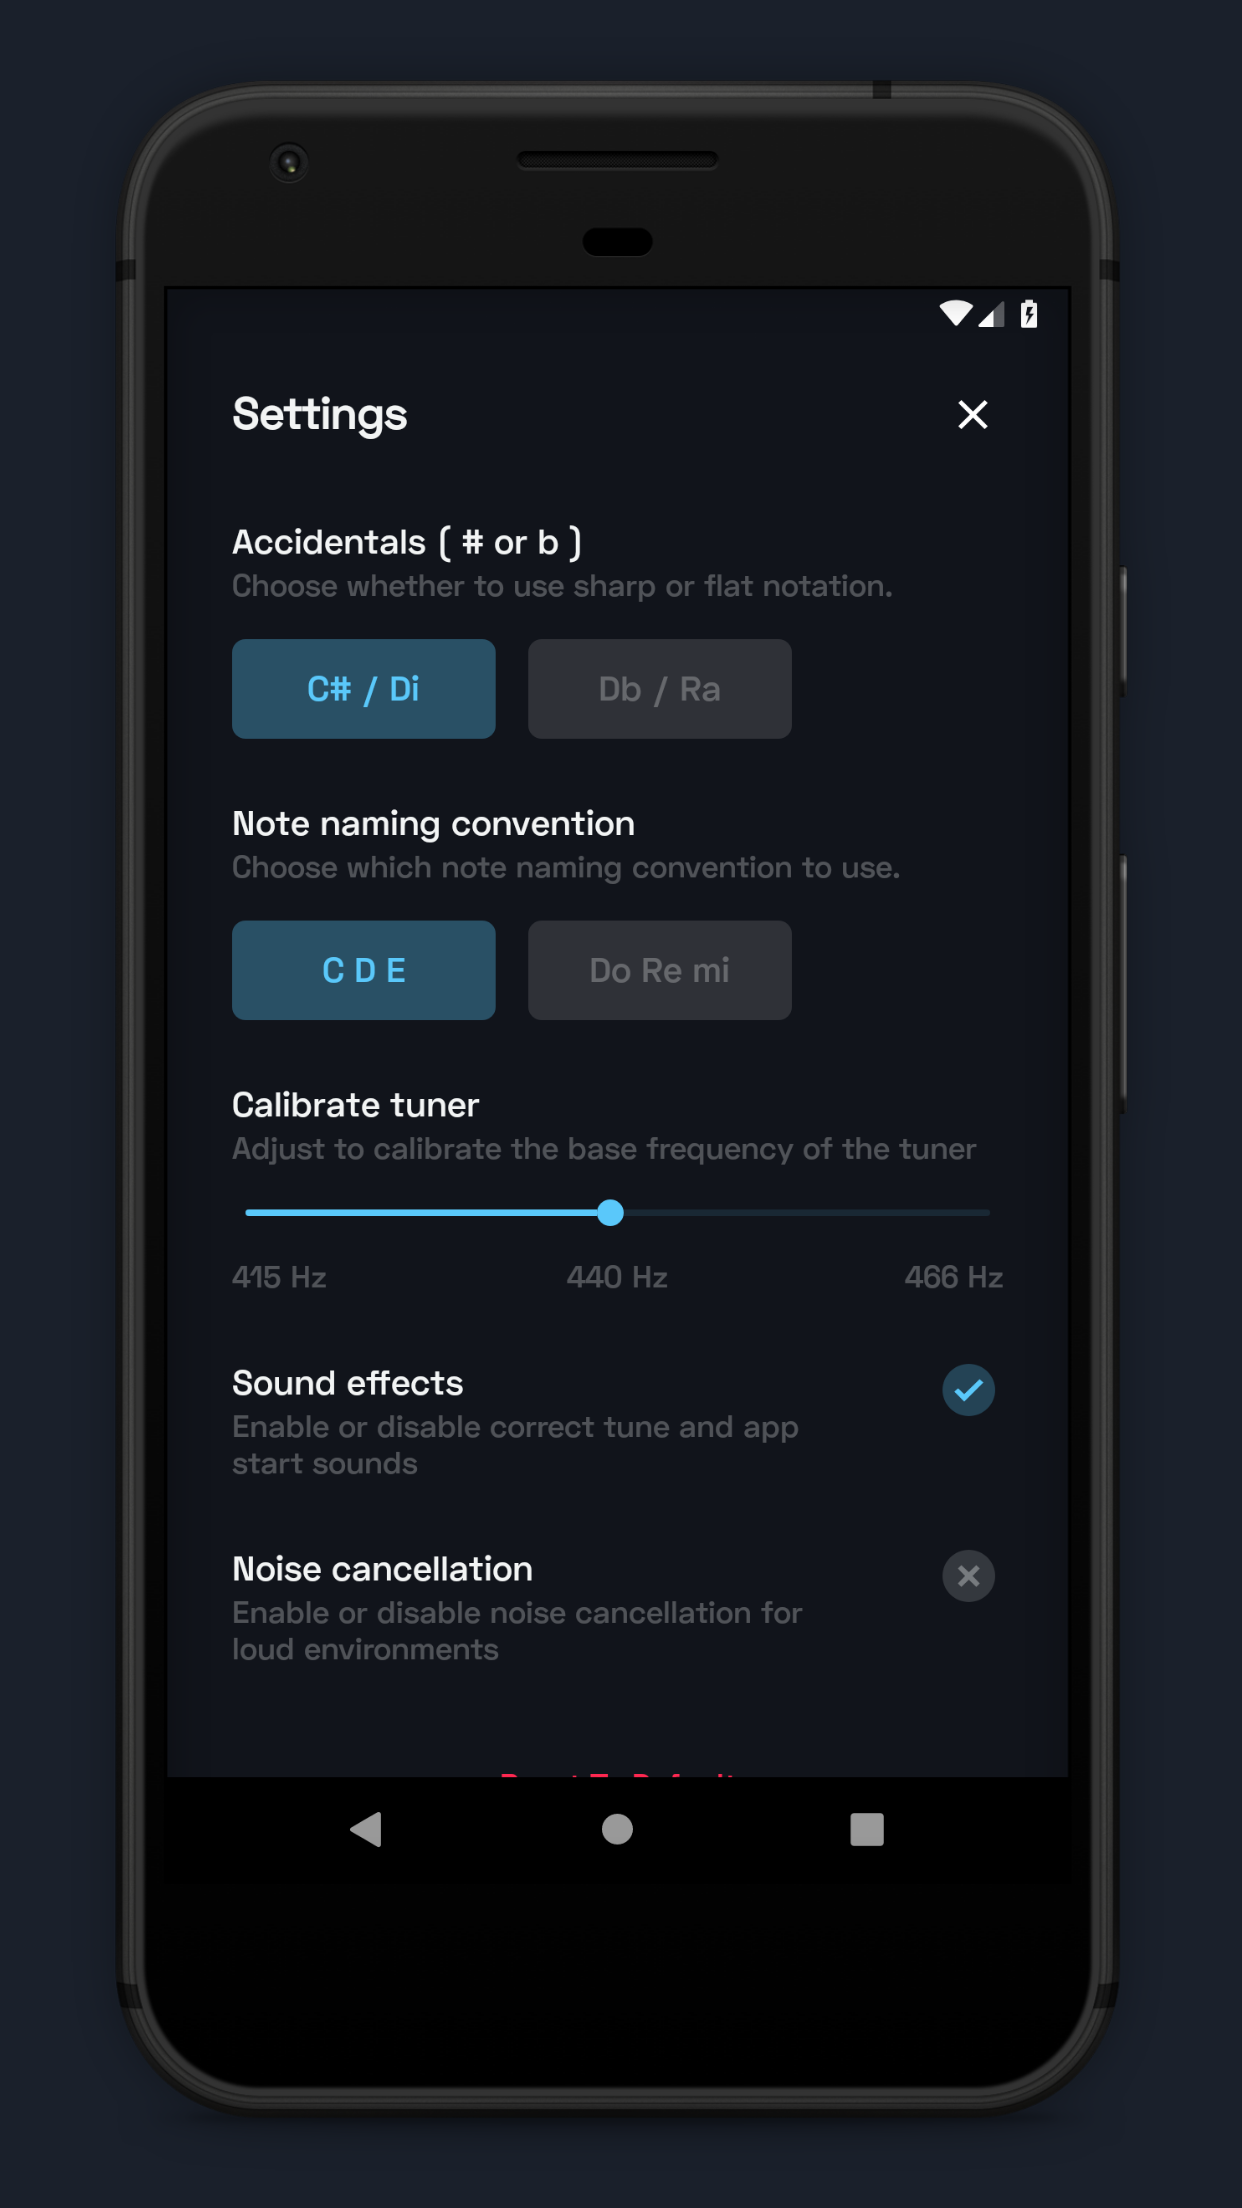 Settings
Accidentals ( # or b )
Choose whether to use sharp or flat notation.
C# / Di
Db / Ra
Note naming convention
Choose which note naming convention to use.
C D E
Do Re mi
Calibrate tuner
Adjust to calibrate the base frequency of the tuner
415 Hz
440 Hz
466 Hz
Sound effects
Enable or disable correct tune and app
start sounds
Noise cancellation
Enable or disable noise cancellation for
loud environments